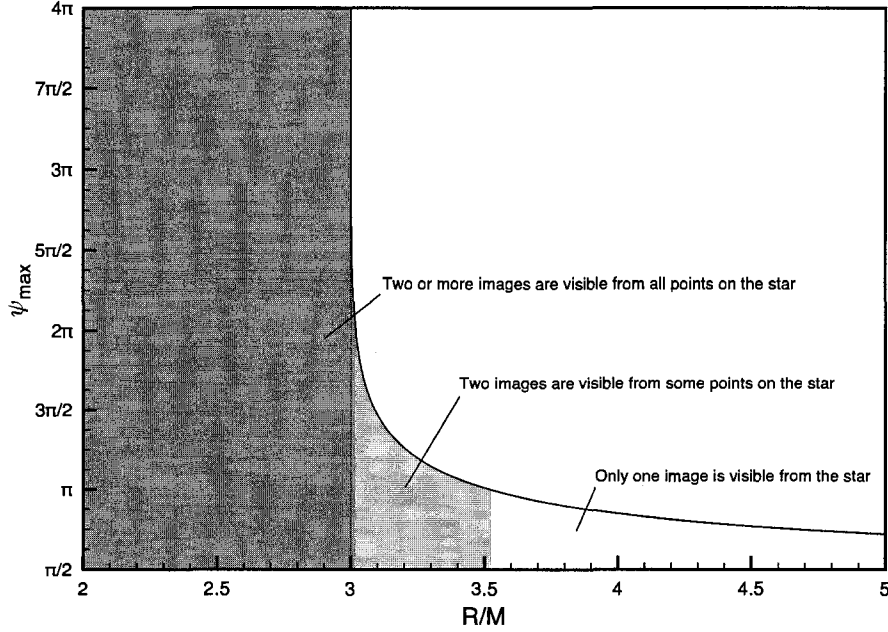 4π
7π/2
3π
5π/2
2π
3π/2
π
π/2
ψmax
Two or more images are visible from all points on the star
Two images are visible from some points on the star
Only one image is visible from the star
2
2.5
3
3.5
4
4.5
5
R/M